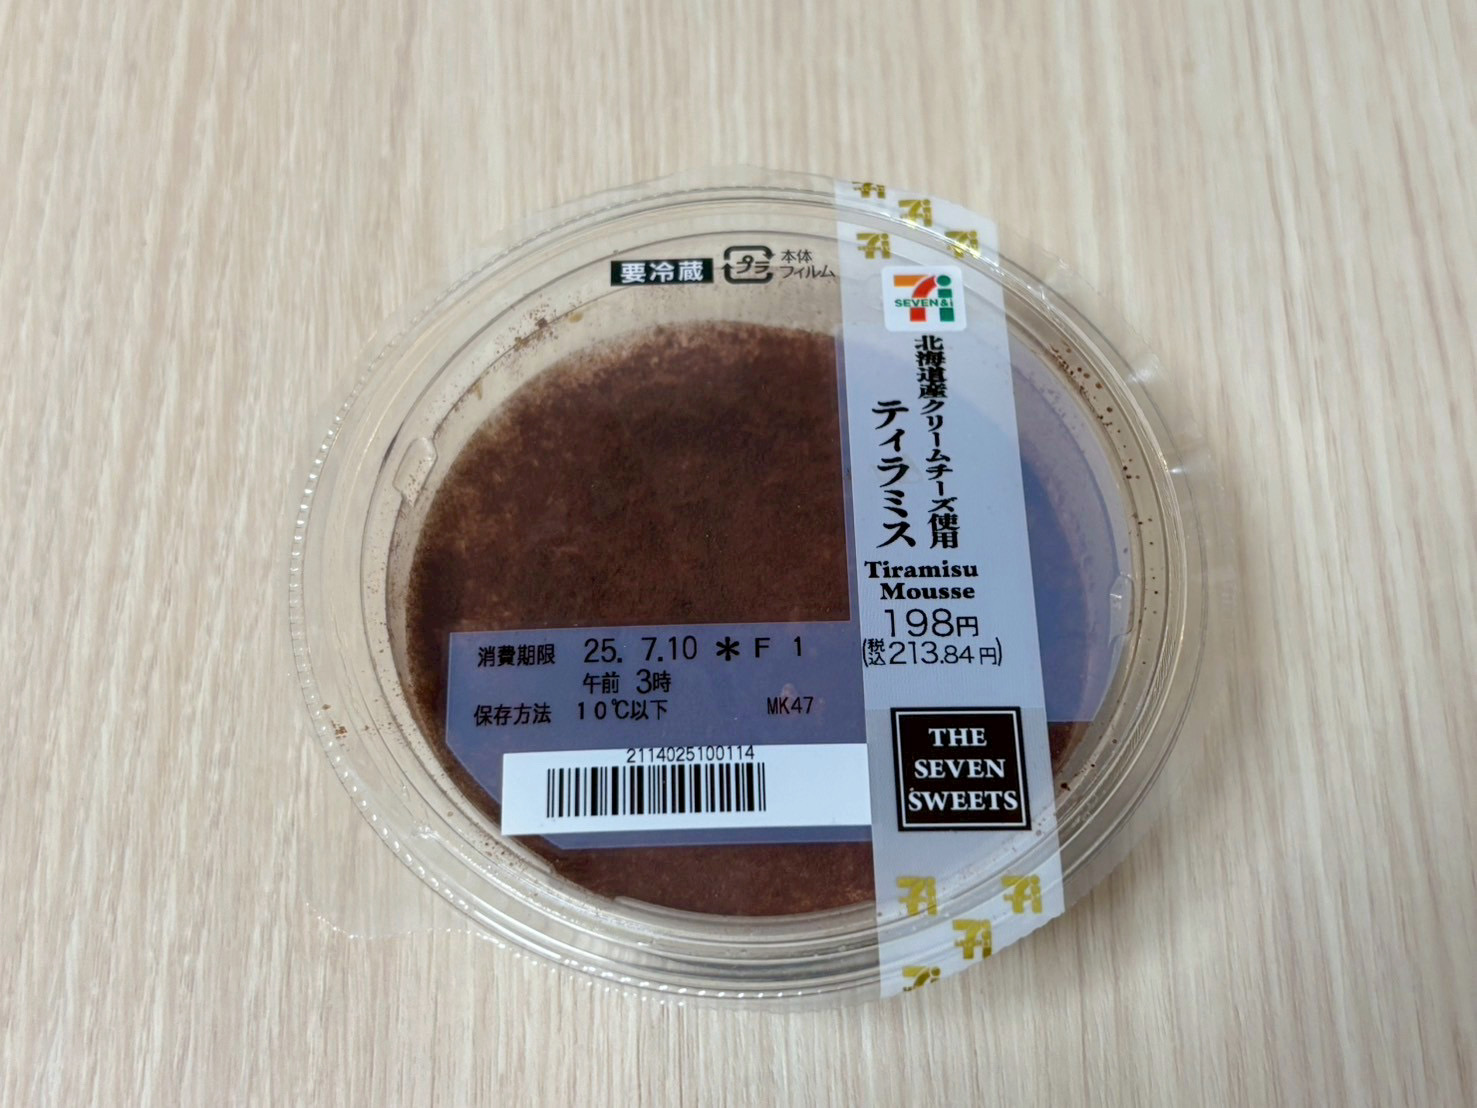 要冷蔵
プラ
本体
フィルム
SEVEN&i
北海道産クリームチーズ使用
ティラミス
Tiramisu
Mousse
198円
(税込213.84円)
消費期限 25. 7.10 *F 1
午前 3時
保存方法 10℃以下 MK47
2114025100114
THE
SEVEN
SWEETS